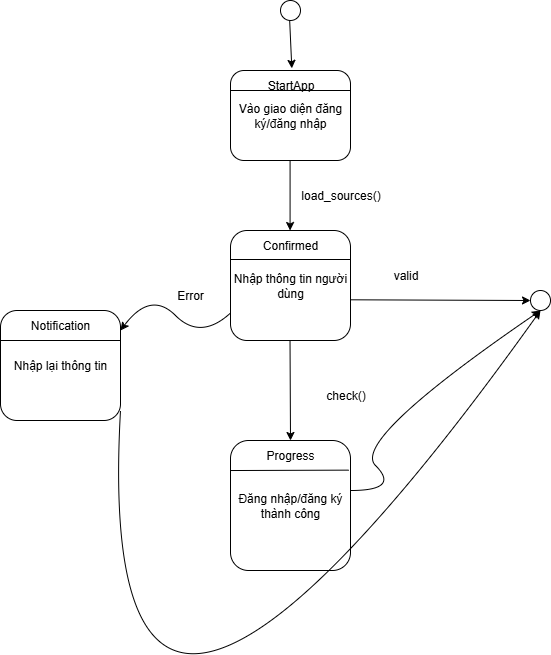 StartApp
Vào giao diện đăng
ký/đăng nhập
load_sources()
Confirmed
Nhập thông tin người
dùng
valid
Error
Notification
Nhập lại thông tin
check()
Progress
Đăng nhập/đăng ký
thành công